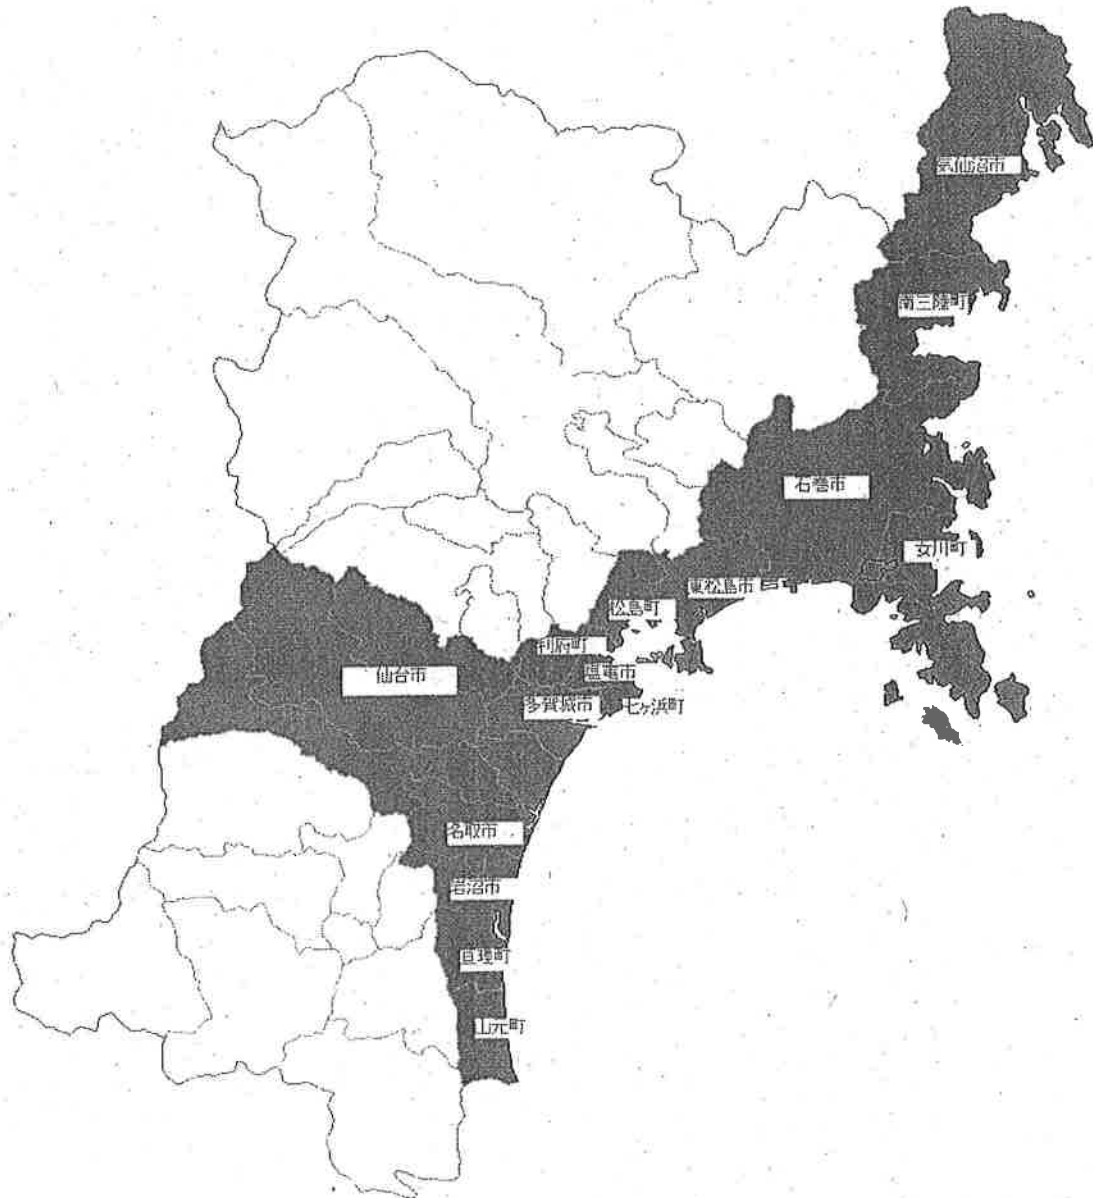 気仙沼市
南三陸町
石巻市
女川町
東松島市
松島町
利府町
塩竈市
仙台市
多賀城市
七ヶ浜町
名取市
岩沼市
亘理町
山元町